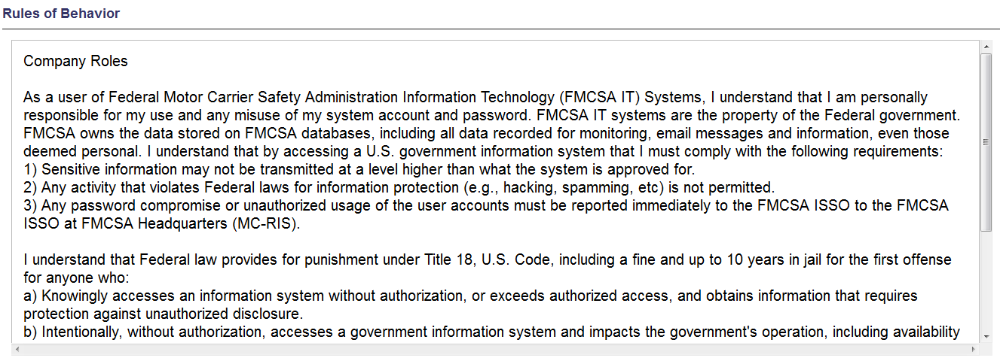 Rules of Behavior
Company Roles
As a user of Federal Motor Carrier Safety Administration Information Technology (FMCSA IT) Systems, I understand that I am personally
responsible for my use and any misuse of my system account and password. FMCSA IT systems are the property of the Federal government.
FMCSA owns the data stored on FMCSA databases, including all data recorded for monitoring, email messages and information, even those
deemed personal. I understand that by accessing a U.S. government information system that I must comply with the following requirements:
1) Sensitive information may not be transmitted at a level higher than what the system is approved for.
2) Any activity that violates Federal laws for information protection (e.g., hacking, spamming, etc) is not permitted.
3) Any password compromise or unauthorized usage of the user accounts must be reported immediately to the FMCSA ISSO to the FMCSA
ISSO at FMCSA Headquarters (MC-RIS).
I understand that Federal law provides for punishment under Title 18, U.S. Code, including a fine and up to 10 years in jail for the first offense
for anyone who:
a) Knowingly accesses an information system without authorization, or exceeds authorized access, and obtains information that requires
protection against unauthorized disclosure.
b) Intentionally, without authorization, accesses a government information system and impacts the government's operation, including availability